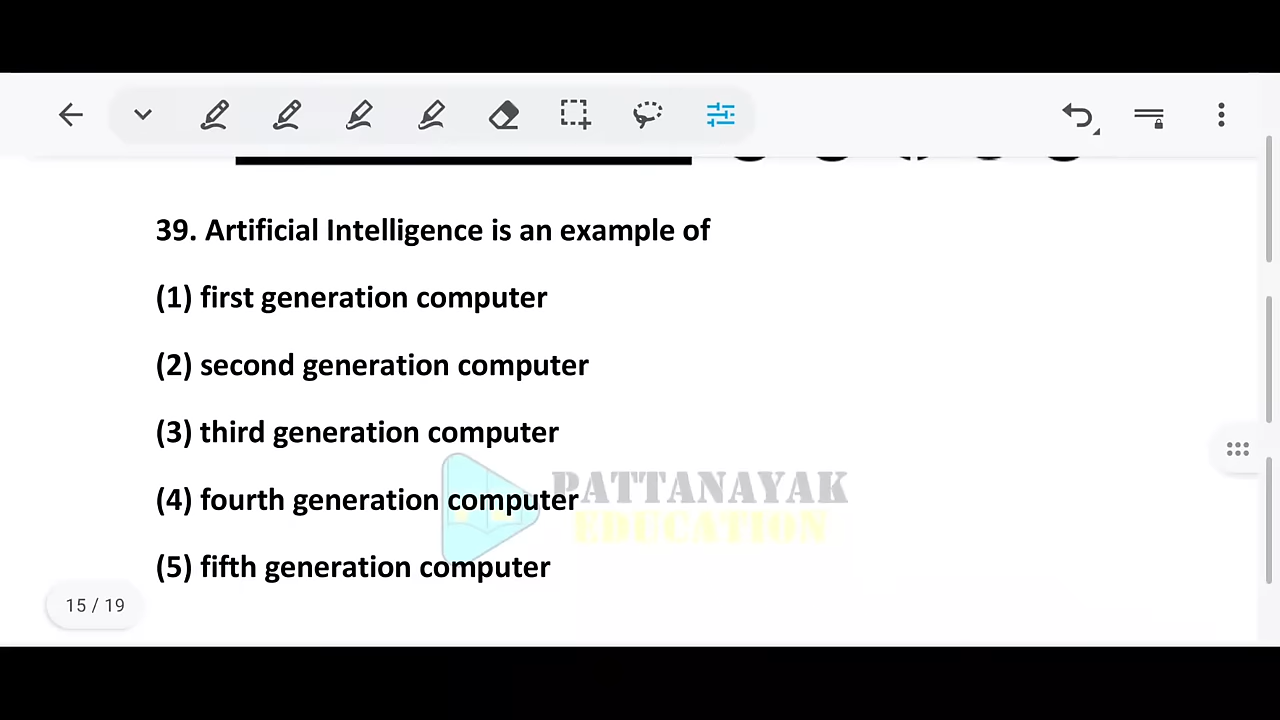 39. Artificial Intelligence is an example of
(1) first generation computer
(2) second generation computer
(3) third generation computer
PATTANAYAK
(4) fourth generation computer
EDUCATION
(5) fifth generation computer
15 / 19